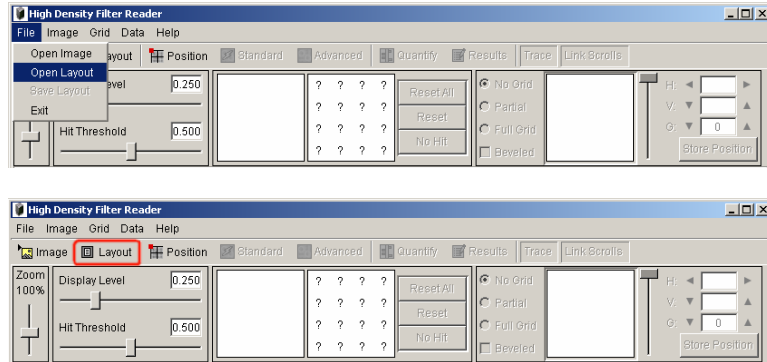 High Density Filter Reader
File Image Grid Data Help
Open Image
Open Layout
Save Layout
Exit
ayout Position Standard Advanced Quantify Results Trace Link Scrolls
evel 0.250
Hit Threshold 0.500
? ? ? ?
? ? ? ?
? ? ? ?
? ? ? ?
Reset All
Reset
No Hit
No Grid
Partial
Full Grid
Beveled
H:
V:
G: 0
Store Position
High Density Filter Reader
File Image Grid Data Help
Image Layout Position Standard Advanced Quantify Results Trace Link Scrolls
Zoom
100%
Display Level 0.250
Hit Threshold 0.500
? ? ? ?
? ? ? ?
? ? ? ?
? ? ? ?
Reset All
Reset
No Hit
No Grid
Partial
Full Grid
Beveled
H:
V:
G: 0
Store Position